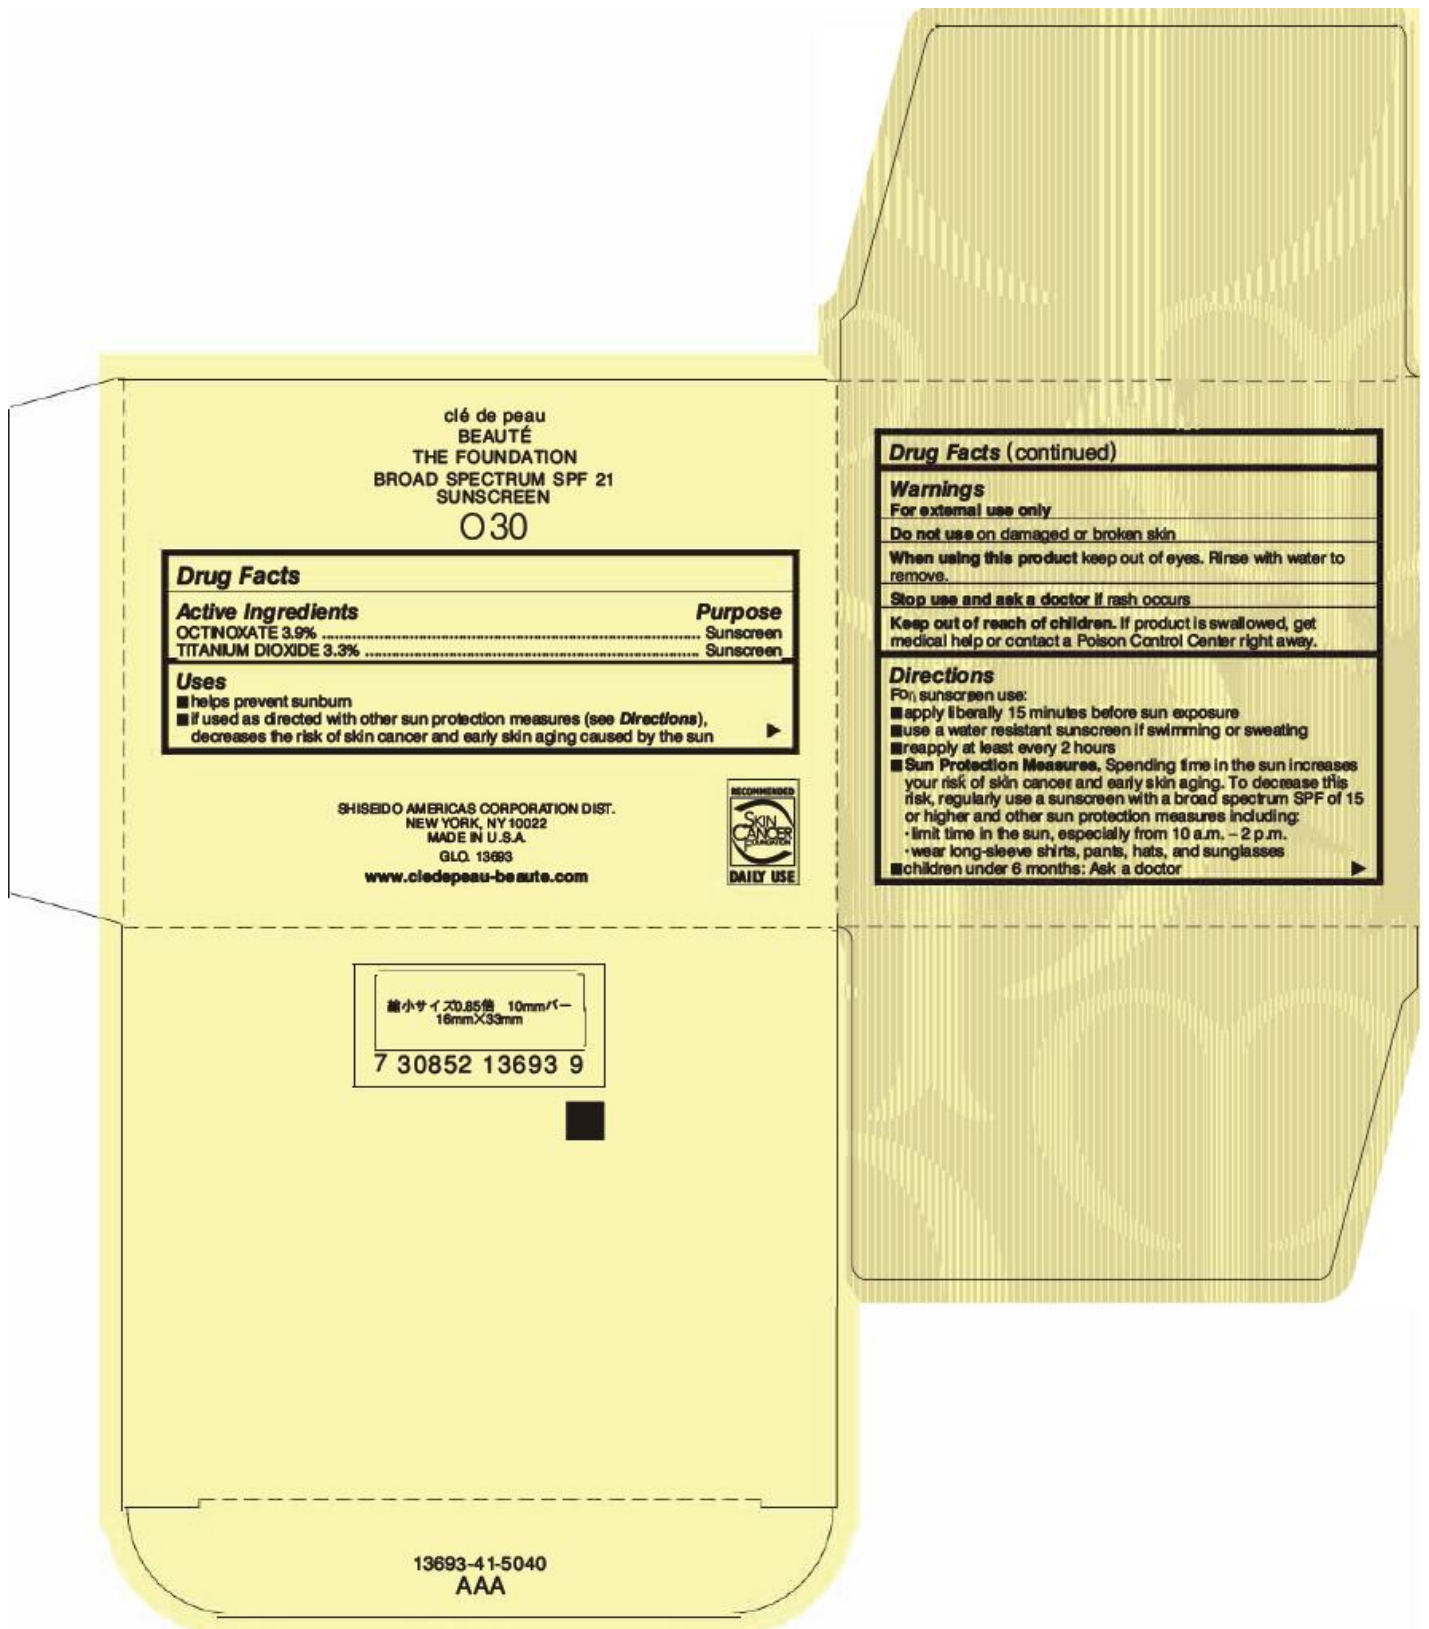 clé de peau
BEAUTÉ
THE FOUNDATION
BROAD SPECTRUM SPF 21
SUNSCREEN
O 30
Drug Facts
Active Ingredients Purpose
OCTINOXATE 3.9% ........ Sunscreen
TITANIUM DIOXIDE 3.3% ........ Sunscreen
Uses
■ helps prevent sunburn
■ if used as directed with other sun protection measures (see Directions),
decreases the risk of skin cancer and early skin aging caused by the sun ▶
SHISEIDO AMERICAS CORPORATION DIST.
NEW YORK, NY 10022
MADE IN U.S.A.
GLO. 13693
www.cledepeau-beaute.com
RECOMMENDED
SKIN
CANCER
FOUNDATION
DAILY USE
Drug Facts (continued)
Warnings
For external use only
Do not use on damaged or broken skin
When using this product keep out of eyes. Rinse with water to
remove.
Stop use and ask a doctor if rash occurs
Keep out of reach of children. If product is swallowed, get
medical help or contact a Poison Control Center right away.
Directions
For sunscreen use:
■ apply liberally 15 minutes before sun exposure
■ use a water resistant sunscreen if swimming or sweating
■ reapply at least every 2 hours
■ Sun Protection Measures. Spending time in the sun increases
your risk of skin cancer and early skin aging. To decrease this
risk, regularly use a sunscreen with a broad spectrum SPF of 15
or higher and other sun protection measures including:
· limit time in the sun, especially from 10 a.m. – 2 p.m.
· wear long-sleeve shirts, pants, hats, and sunglasses
■ children under 6 months: Ask a doctor ▶
縮小サイズ0.85倍 10mmバー
16mm×33mm
7 30852 13693 9
13693-41-5040
AAA